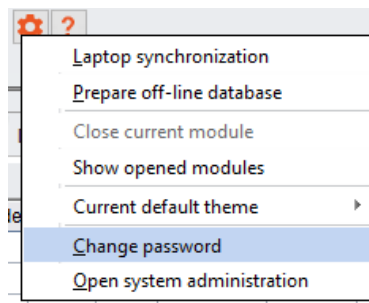 ?
Laptop synchronization
Prepare off-line database
Close current module
Show opened modules
Current default theme
Change password
Open system administration